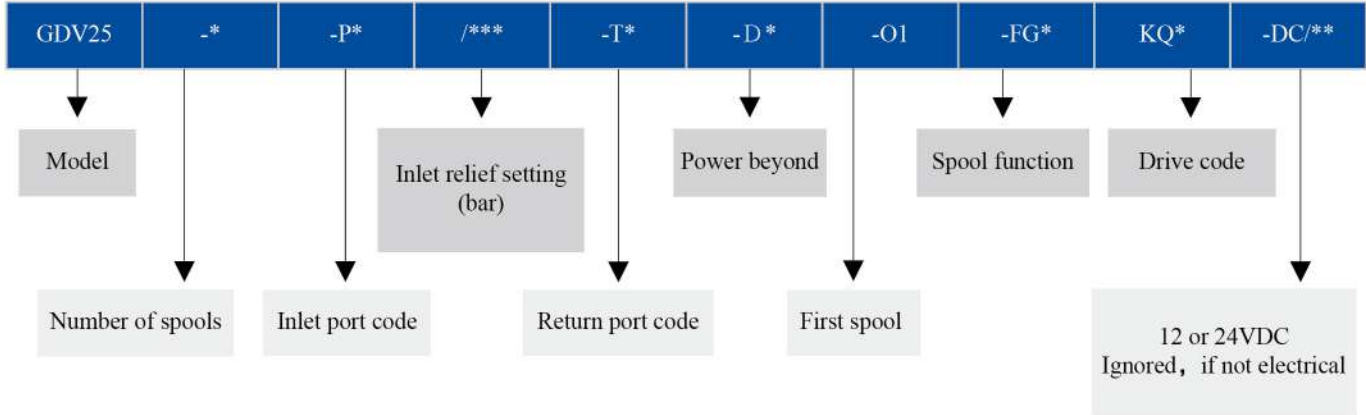 GDV25 -* -P* /*** -T* -D* -O1 -FG* KQ* -DC/**
Model
Inlet relief setting
(bar)
Power beyond
Spool function
Drive code
Number of spools
Inlet port code
Return port code
First spool
12 or 24VDC
Ignored，if not electrical